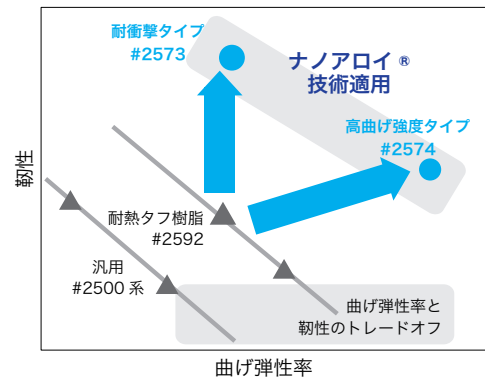 耐衝撃タイプ
#2573
ナノアロイ ®
技術適用
高曲げ強度タイプ
#2574
靭性
耐熱タフ樹脂
#2592
汎用
#2500 系
曲げ弾性率と
靭性のトレードオフ
曲げ弾性率